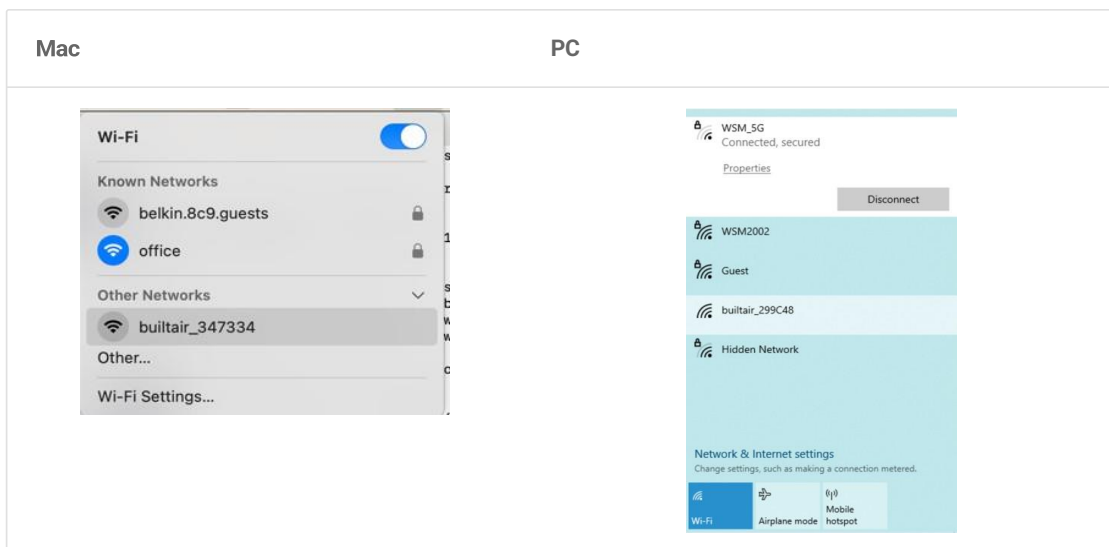 Mac
PC
Wi-Fi
Known Networks
belkin.8c9.guests
office
Other Networks
builtair_347334
Other...
Wi-Fi Settings...
WSM_5G
Connected, secured
Properties
Disconnect
WSM2002
Guest
builtair_299C48
Hidden Network
Network & Internet settings
Change settings, such as making a connection metered.
Wi-Fi
Airplane mode
Mobile
hotspot